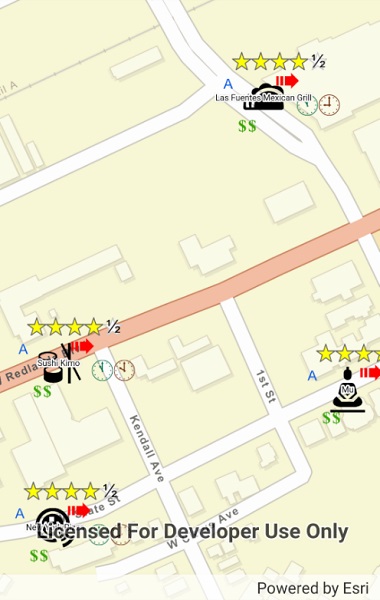 ½
A
Las Fuentes Mexican Grill
$$
½
A
Sushi Kimo
$$
A
Mu
$$
1st St
Kendall Ave
½
A
$$
Licensed For Developer Use Only
Powered by Esri